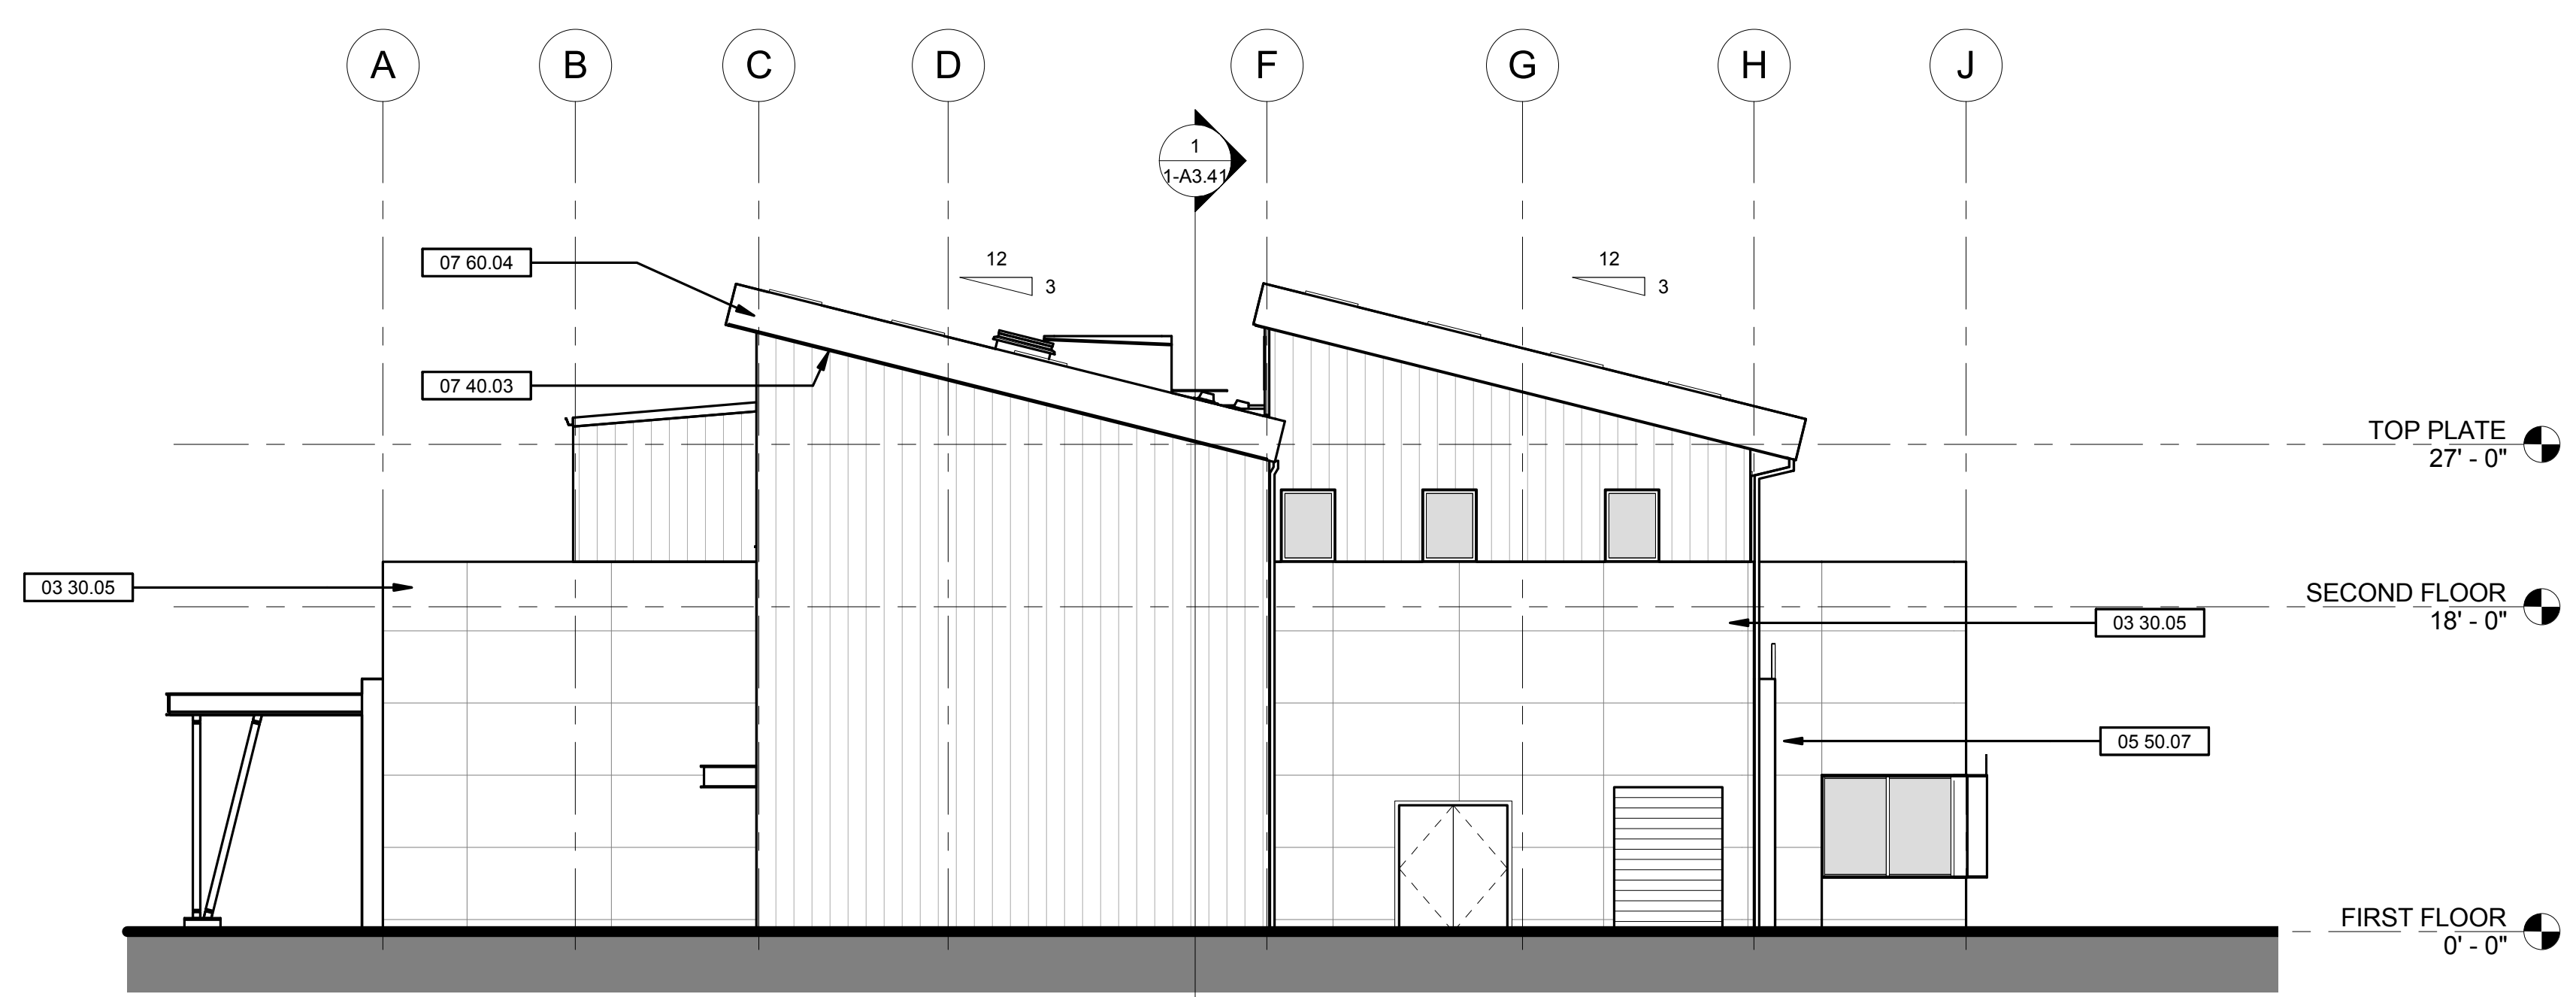 A B C D F G H J
1
1-A3.41
07 60.04
12
3
12
3
07 40.03
TOP PLATE
27' - 0"
03 30.05
SECOND FLOOR
18' - 0"
03 30.05
05 50.07
FIRST FLOOR
0' - 0"